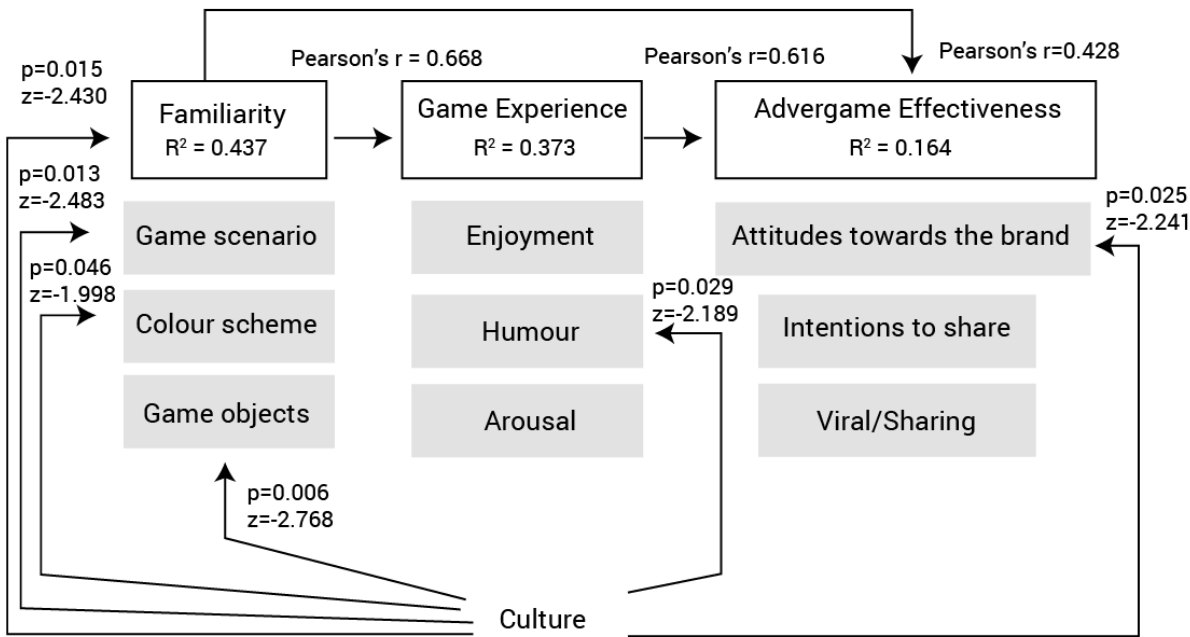 Pearson's r = 0.668
Pearson's r=0.616
Pearson's r=0.428
p=0.015
z=-2.430
Familiarity
R² = 0.437
Game Experience
R² = 0.373
Advergame Effectiveness
R² = 0.164
p=0.013
z=-2.483
Game scenario
Enjoyment
Attitudes towards the brand
p=0.025
z=-2.241
p=0.046
z=-1.998
Colour scheme
Humour
p=0.029
z=-2.189
Intentions to share
Game objects
Arousal
Viral/Sharing
p=0.006
z=-2.768
Culture